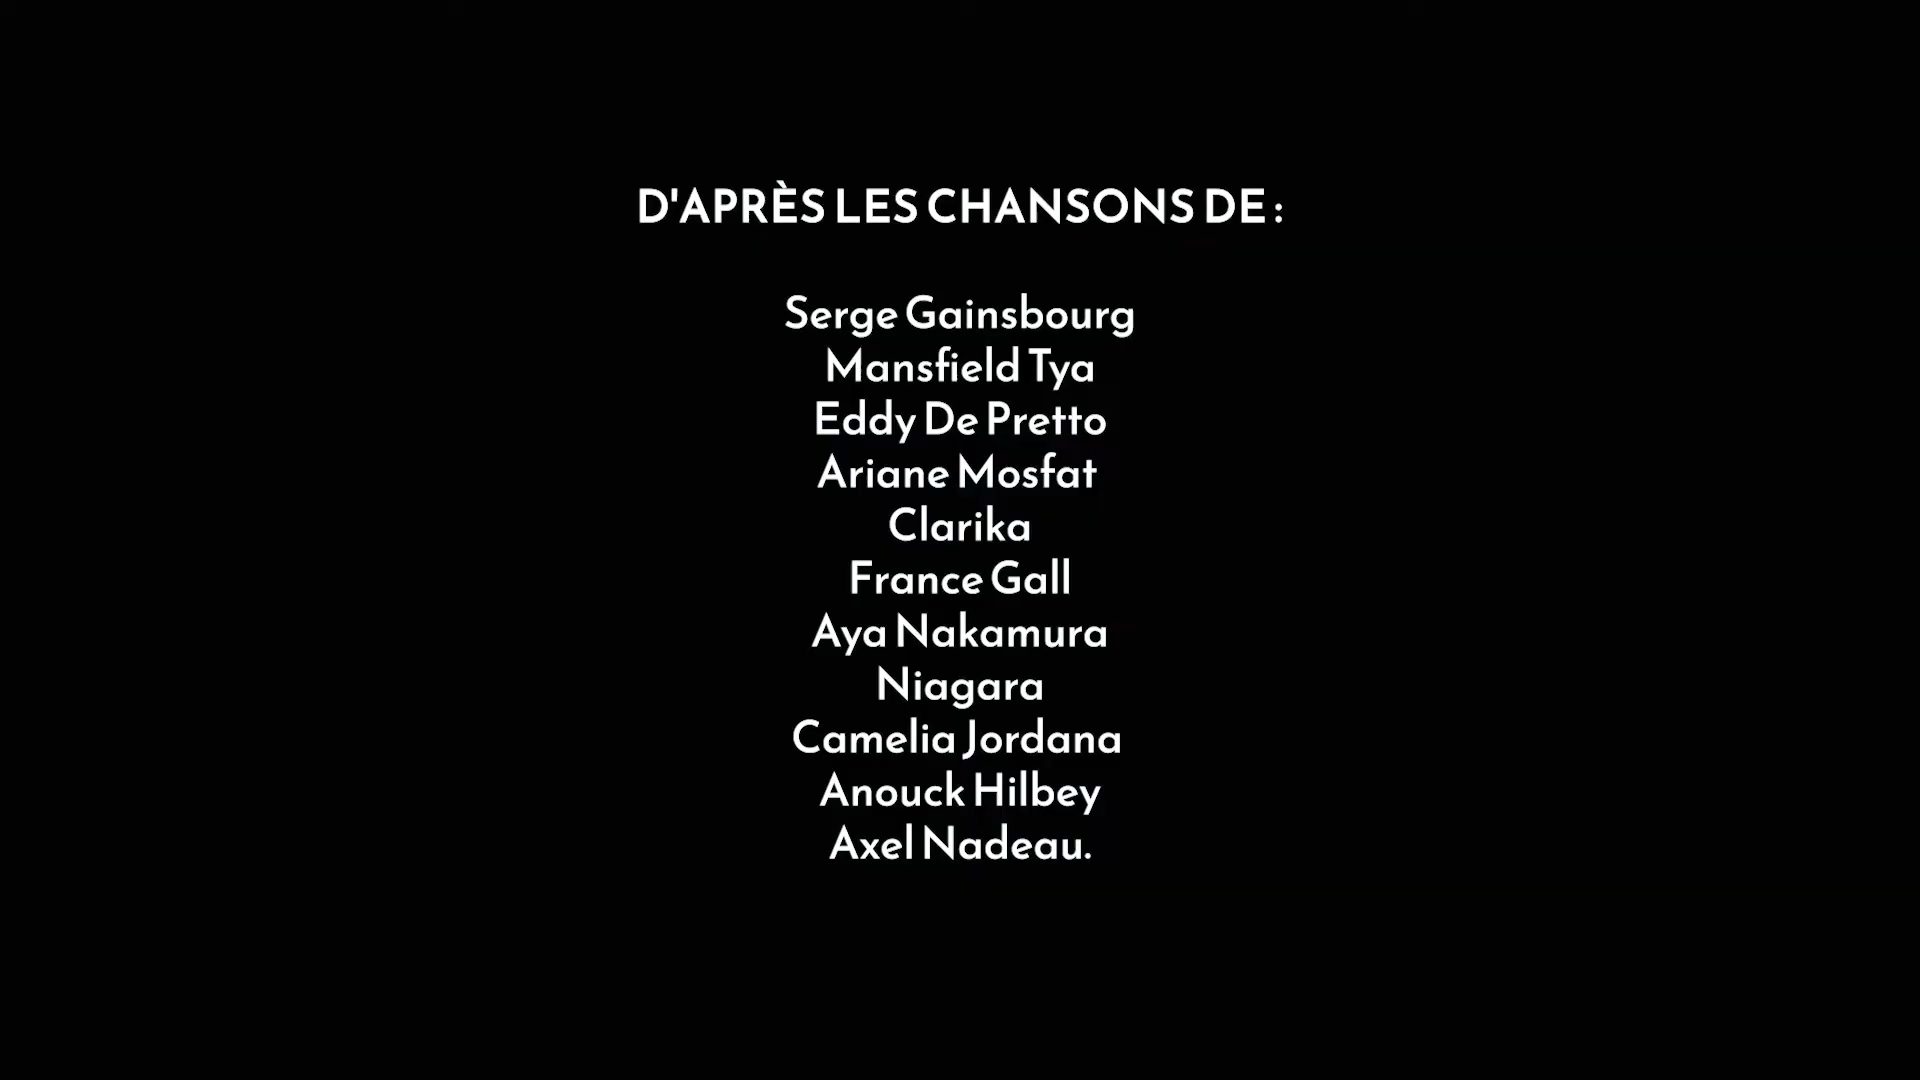 D'APRÈS LES CHANSONS DE :
Serge Gainsbourg
Mansfield Tya
Eddy De Pretto
Ariane Mosfat
Clarika
France Gall
Aya Nakamura
Niagara
Camelia Jordana
Anouck Hilbey
Axel Nadeau.